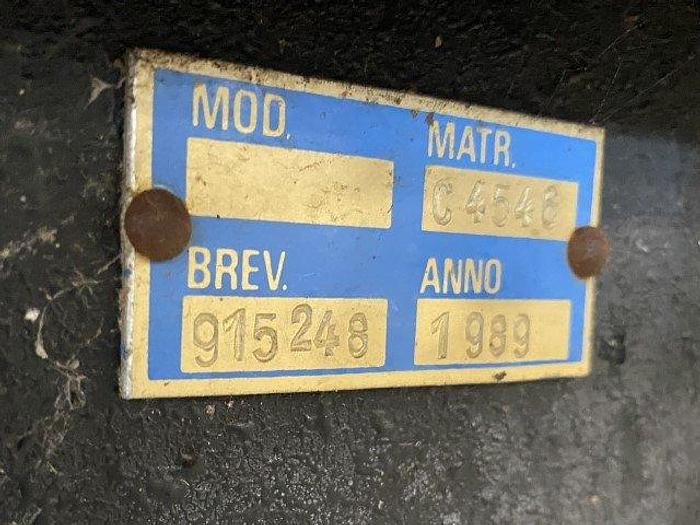 MOD.
MATR.
C 4546
BREV.
ANNO
915248
1989